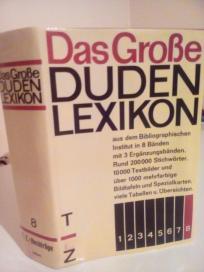 Das Große
DUDEN
LEXIKON
aus dem Bibliographischen
Institut in 8 Bänden
mit 3 Ergänzungsbänden.
Rund 200000 Stichwörter.
10000 Textbilder und
über 1000 mehrfarbige
Bildtafeln und Spezialkarten.
viele Tabellen u. Übersichten.
1 2 3 4 5 6 7 8
Das Große
DUDEN
LEXIKON
8
T
Z